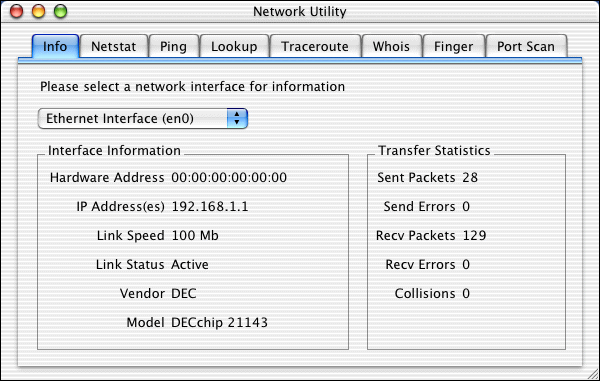 Network Utility
Info Netstat Ping Lookup Traceroute Whois Finger Port Scan
Please select a network interface for information
Ethernet Interface (en0)
Interface Information
Hardware Address 00:00:00:00:00:00
IP Address(es) 192.168.1.1
Link Speed 100 Mb
Link Status Active
Vendor DEC
Model DECchip 21143
Transfer Statistics
Sent Packets 28
Send Errors 0
Recv Packets 129
Recv Errors 0
Collisions 0